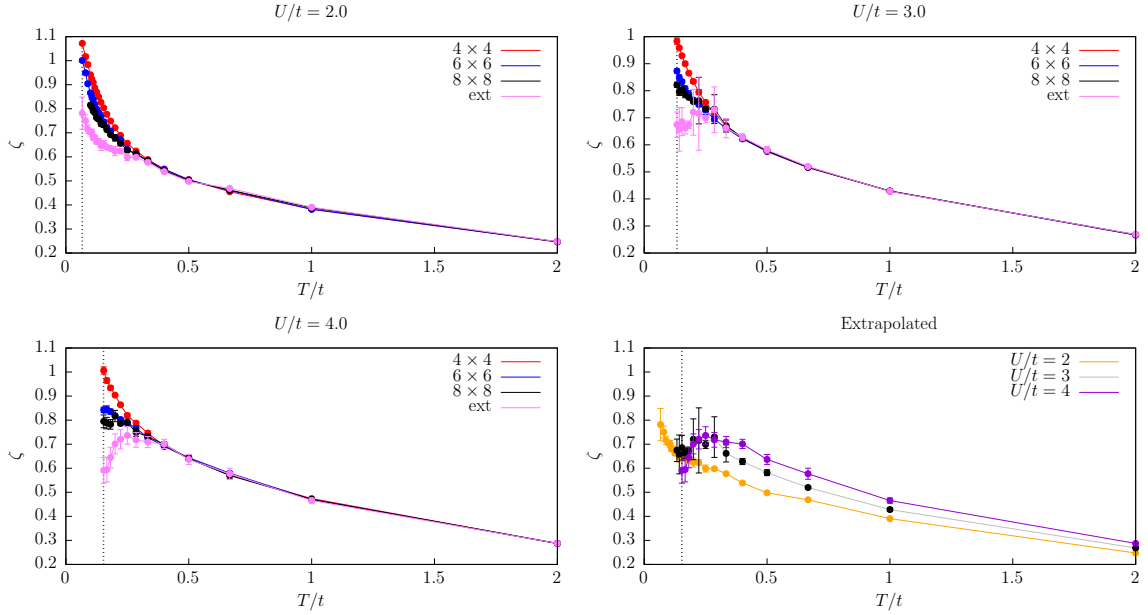 U/t = 2.0
1.1
1
0.9
0.8
0.7
0.6
0.5
0.4
0.3
0.2
ζ
0
0.5
1
1.5
2
T/t
4 × 4
6 × 6
8 × 8
ext
U/t = 3.0
1
0.9
0.8
0.7
0.6
0.5
0.4
0.3
0.2
ζ
0
0.5
1
1.5
2
T/t
4 × 4
6 × 6
8 × 8
ext
U/t = 4.0
1.1
1
0.9
0.8
0.7
0.6
0.5
0.4
0.3
0.2
ζ
0
0.5
1
1.5
2
T/t
4 × 4
6 × 6
8 × 8
ext
Extrapolated
1.1
1
0.9
0.8
0.7
0.6
0.5
0.4
0.3
0.2
ζ
0
0.5
1
1.5
2
T/t
U/t = 2
U/t = 3
U/t = 4